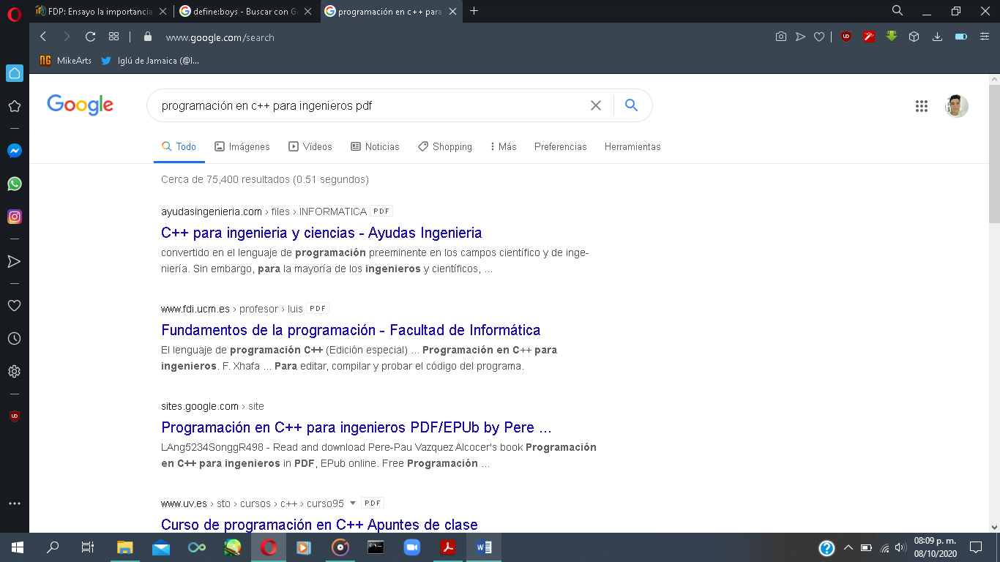 FDP: Ensayo la importancia
define:boys - Buscar con Go
programación en c++ para
www.google.com/search
MikeArts
Iglú de Jamaica (@I...
Google
programación en c++ para ingenieros pdf
Todo Imágenes Vídeos Noticias Shopping Más Preferencias Herramientas
Cerca de 75,400 resultados (0.51 segundos)
ayudasingenieria.com › files › INFORMATICA PDF
C++ para ingenieria y ciencias - Ayudas Ingenieria
convertido en el lenguaje de programación preeminente en los campos científico y de inge-
niería. Sin embargo, para la mayoría de los ingenieros y científicos, ...
www.fdi.ucm.es › profesor › luis PDF
Fundamentos de la programación - Facultad de Informática
El lenguaje de programación C++ (Edición especial) ... Programación en C++ para
ingenieros. F. Xhafa ... Para editar, compilar y probar el código del programa.
sites.google.com › site
Programación en C++ para ingenieros PDF/EPUb by Pere ...
LAng5234SonggR498 - Read and download Pere-Pau Vazquez Alcocer's book Programación
en C++ para ingenieros in PDF, EPub online. Free Programación ...
www.uv.es › sto › cursos › c++ › curso95 PDF
Curso de programación en C++ Apuntes de clase
08:09 p. m.
08/10/2020